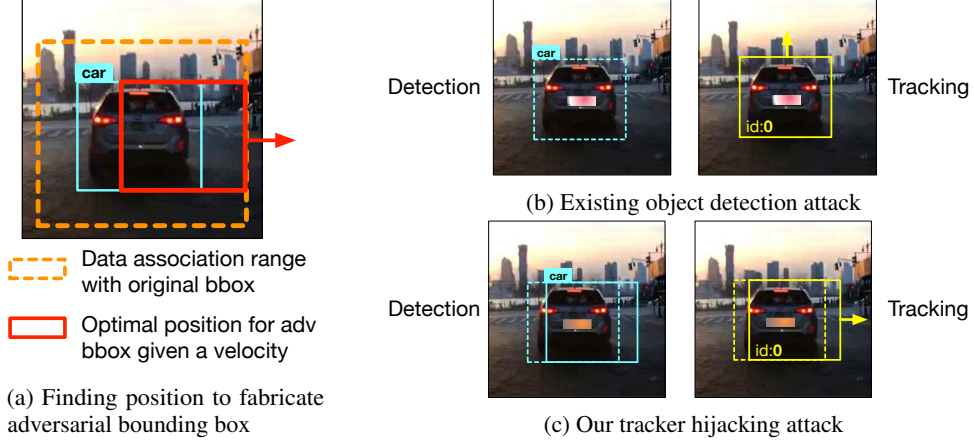 car
Data association range
with original bbox
Optimal position for adv
bbox given a velocity
(a) Finding position to fabricate
adversarial bounding box
Detection
car
id:0
Tracking
(b) Existing object detection attack
Detection
car
id:0
Tracking
(c) Our tracker hijacking attack